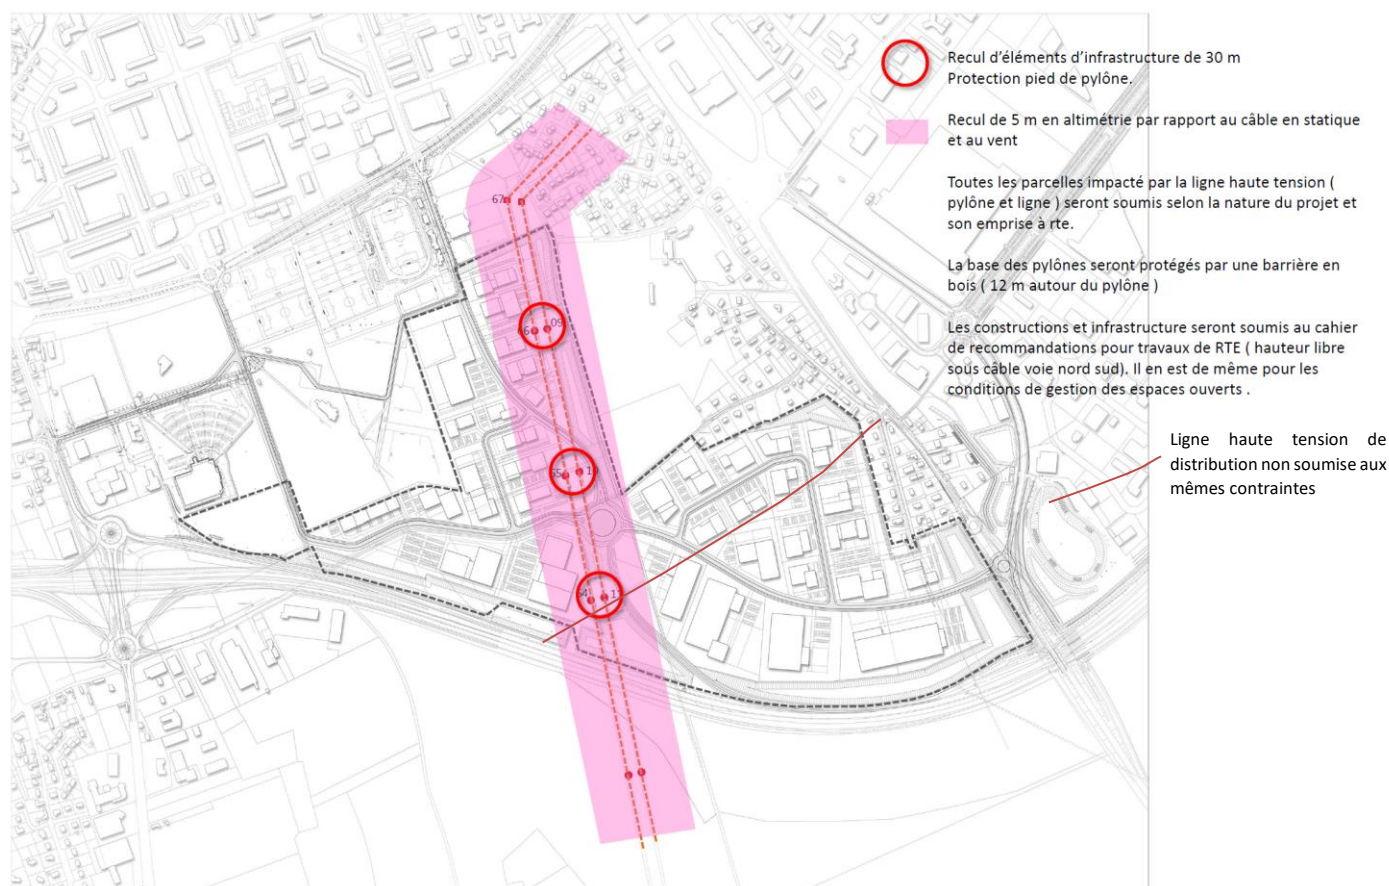 Recul d’éléments d’infrastructure de 30 m
Protection pied de pylône.
Recul de 5 m en altimétrie par rapport au câble en statique
et au vent
Toutes les parcelles impacté par la ligne haute tension (
pylône et ligne ) seront soumis selon la nature du projet et
son emprise à rte.
La base des pylônes seront protégés par une barrière en
bois ( 12 m autour du pylône )
Les constructions et infrastructure seront soumis au cahier
de recommandations pour travaux de RTE ( hauteur libre
sous câble voie nord sud). Il en est de même pour les
conditions de gestion des espaces ouverts .
Ligne haute tension de
distribution non soumise aux
mêmes contraintes
67
66
09